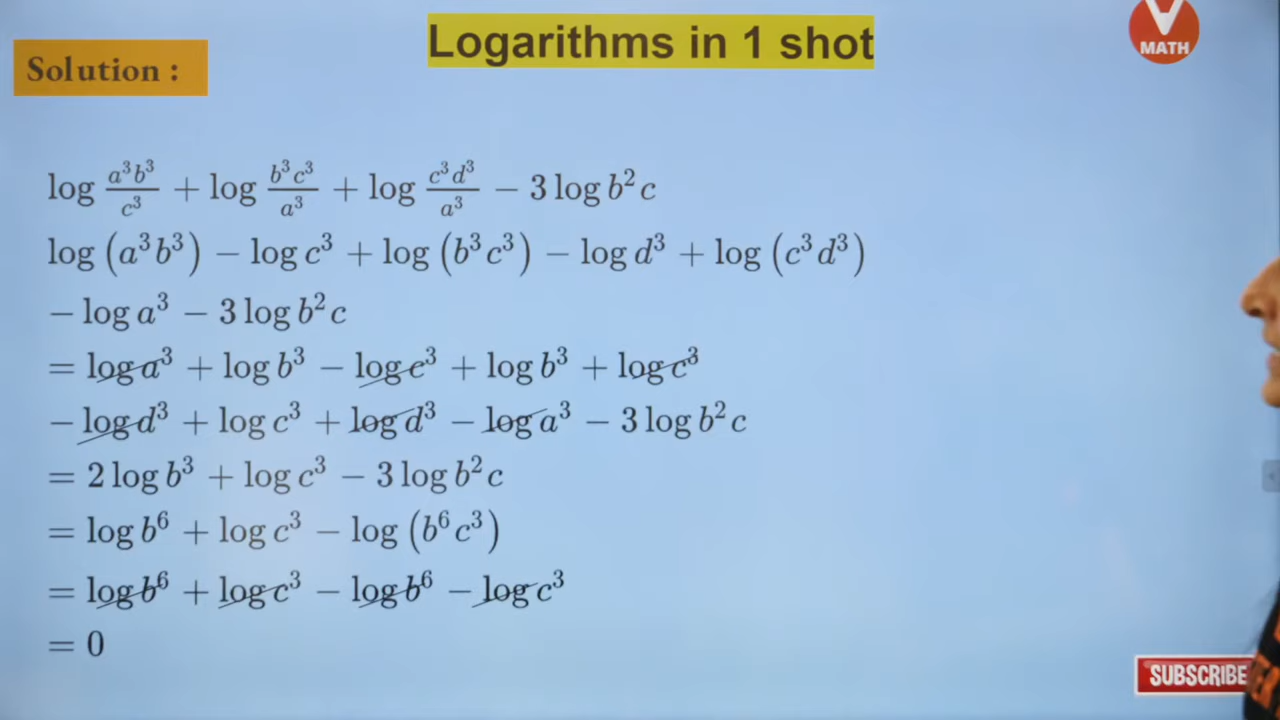 Logarithms in 1 shot
V
MATH
Solution :
log a³b³/c³ + log b³c³/a³ + log c³d³/a³ − 3 log b²c
log (a³b³) − log c³ + log (b³c³) − log d³ + log (c³d³)
− log a³ − 3 log b²c
= log a³ + log b³ − log c³ + log b³ + log c³
− log d³ + log c³ + log d³ − log a³ − 3 log b²c
= 2 log b³ + log c³ − 3 log b²c
= log b⁶ + log c³ − log (b⁶c³)
= log b⁶ + log c³ − log b⁶ − log c³
= 0
SUBSCRIBE